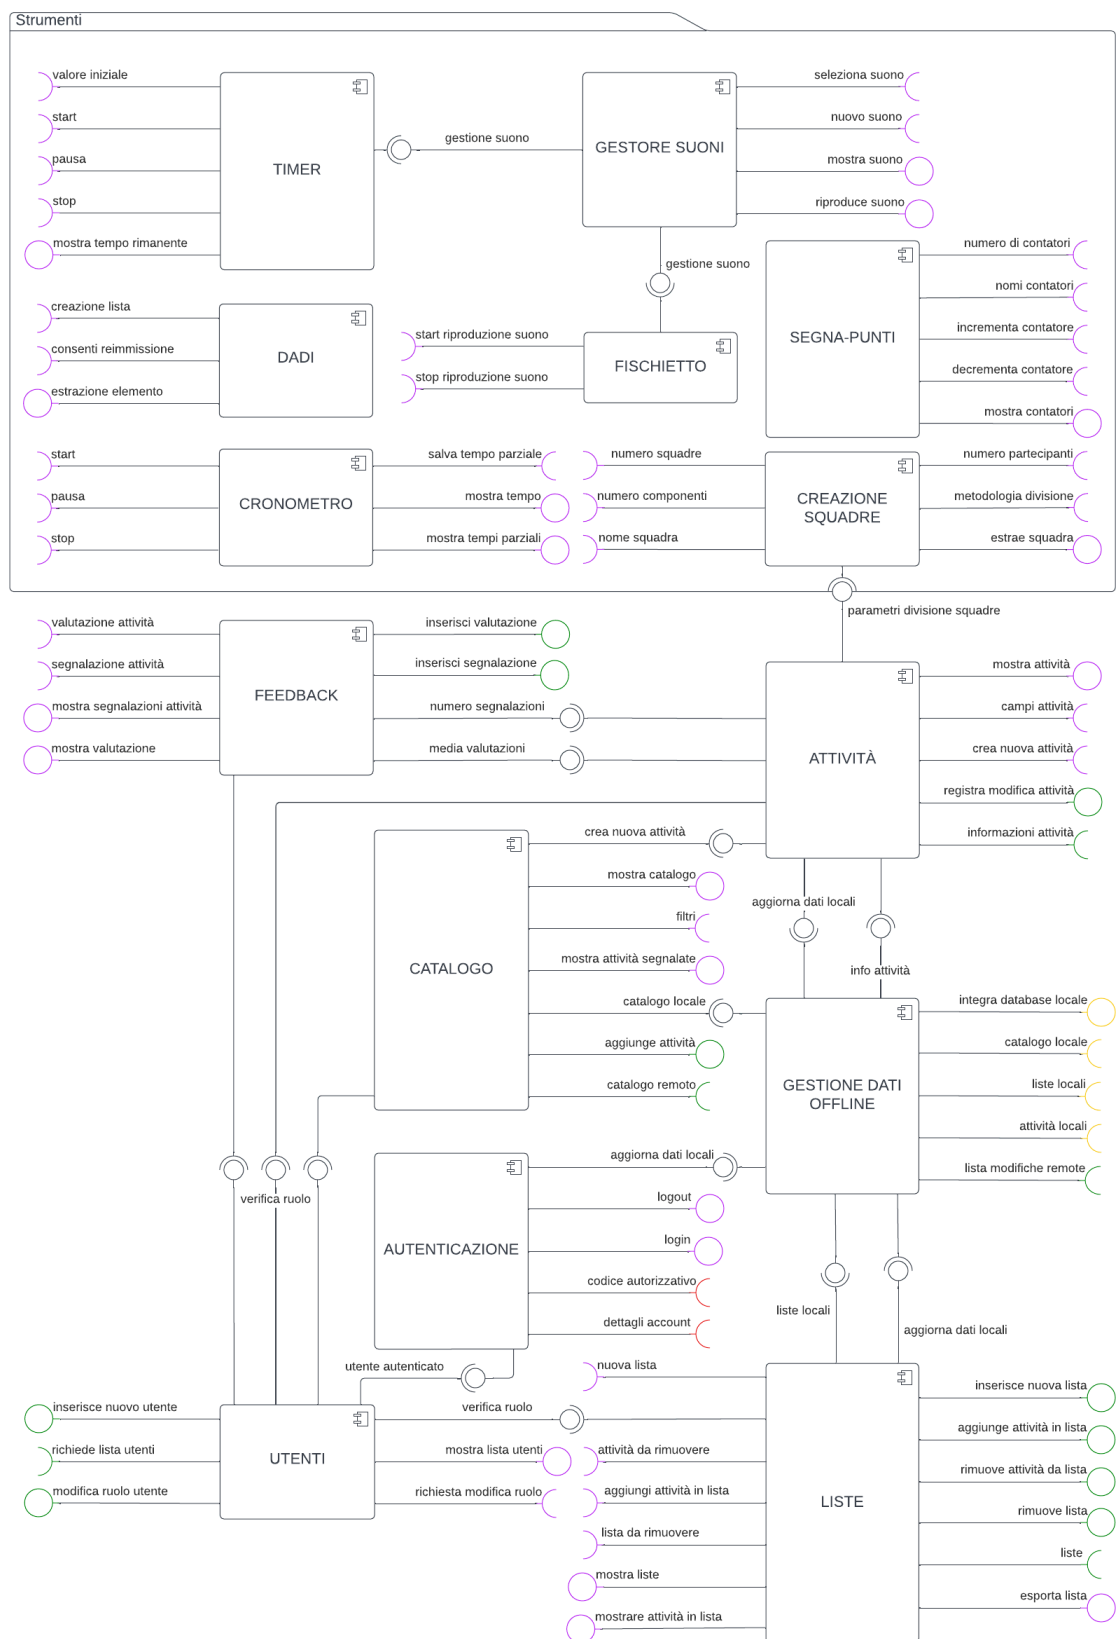 Strumenti
valore iniziale
start
pausa
stop
mostra tempo rimanente
TIMER
gestione suono
GESTORE SUONI
seleziona suono
nuovo suono
mostra suono
riproduce suono
gestione suono
creazione lista
consenti reimmissione
estrazione elemento
DADI
start riproduzione suono
stop riproduzione suono
FISCHIETTO
SEGNA-PUNTI
numero di contatori
nomi contatori
incrementa contatore
decrementa contatore
mostra contatori
start
pausa
stop
CRONOMETRO
salva tempo parziale
mostra tempo
mostra tempi parziali
numero squadre
numero componenti
nome squadra
CREAZIONE
SQUADRE
numero partecipanti
metodologia divisione
estrae squadra
parametri divisione squadre
valutazione attività
segnalazione attività
mostra segnalazioni attività
mostra valutazione
FEEDBACK
inserisci valutazione
inserisci segnalazione
numero segnalazioni
media valutazioni
ATTIVITÀ
mostra attività
campi attività
crea nuova attività
registra modifica attività
informazioni attività
CATALOGO
crea nuova attività
mostra catalogo
filtri
mostra attività segnalate
catalogo locale
aggiunge attività
catalogo remoto
aggiorna dati locali
info attività
GESTIONE DATI
OFFLINE
integra database locale
catalogo locale
liste locali
attività locali
lista modifiche remote
verifica ruolo
AUTENTICAZIONE
aggiorna dati locali
logout
login
codice autorizzativo
dettagli account
utente autenticato
liste locali
aggiorna dati locali
inserisce nuovo utente
richiede lista utenti
modifica ruolo utente
UTENTI
verifica ruolo
mostra lista utenti
richiesta modifica ruolo
nuova lista
attività da rimuovere
aggiungi attività in lista
lista da rimuovere
mostra liste
mostrare attività in lista
LISTE
inserisce nuova lista
aggiunge attività in lista
rimuove attività da lista
rimuove lista
liste
esporta lista